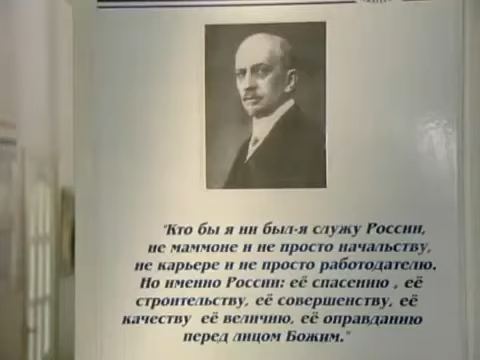 "Кто бы я ни был-я служу России,
не маммоне и не просто начальству,
не карьере и не просто работодателю.
Но именно России: её спасению , её
строительству, её совершенству, её
качеству её величию, её оправданию
перед лицом Божим."